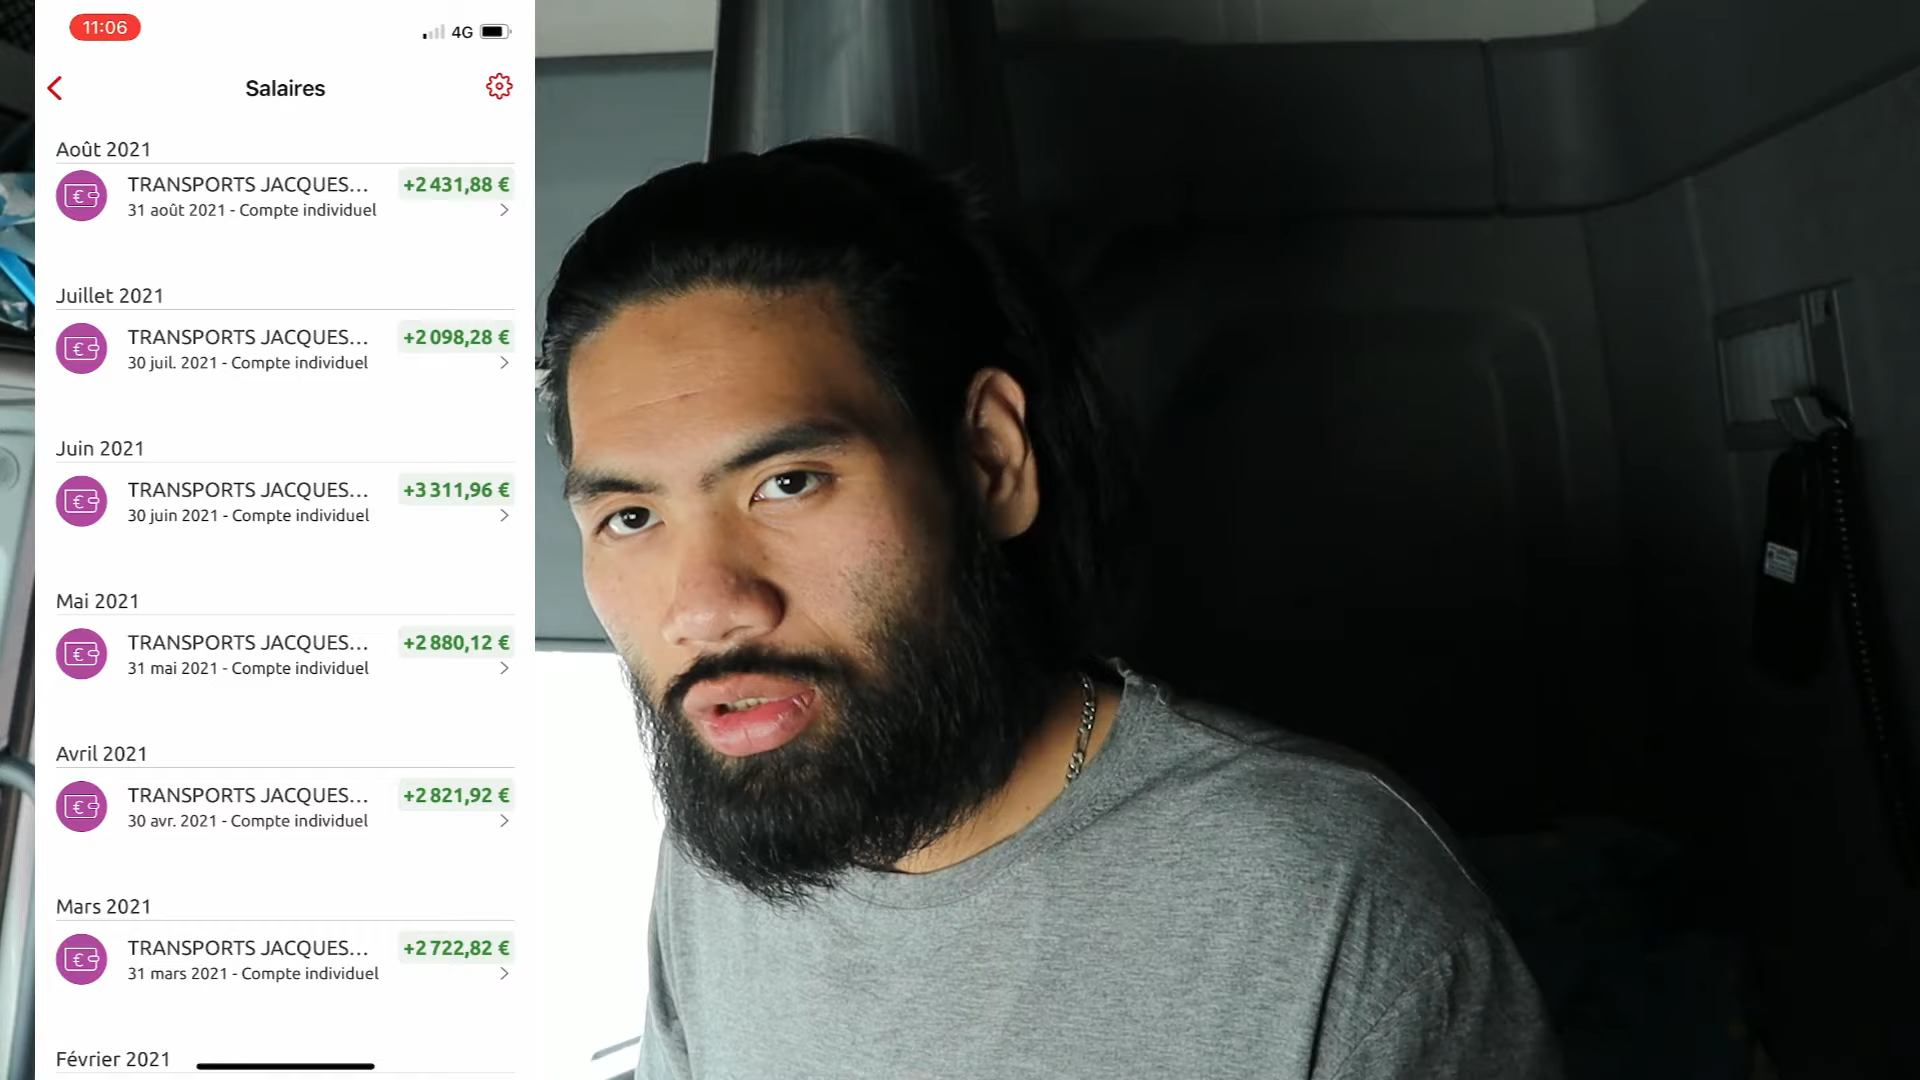 11:06
4G
Salaires
Août 2021
TRANSPORTS JACQUES... +2 431,88 €
31 août 2021 - Compte individuel
Juillet 2021
TRANSPORTS JACQUES... +2 098,28 €
30 juil. 2021 - Compte individuel
Juin 2021
TRANSPORTS JACQUES... +3 311,96 €
30 juin 2021 - Compte individuel
Mai 2021
TRANSPORTS JACQUES... +2 880,12 €
31 mai 2021 - Compte individuel
Avril 2021
TRANSPORTS JACQUES... +2 821,92 €
30 avr. 2021 - Compte individuel
Mars 2021
TRANSPORTS JACQUES... +2 722,82 €
31 mars 2021 - Compte individuel
Février 2021